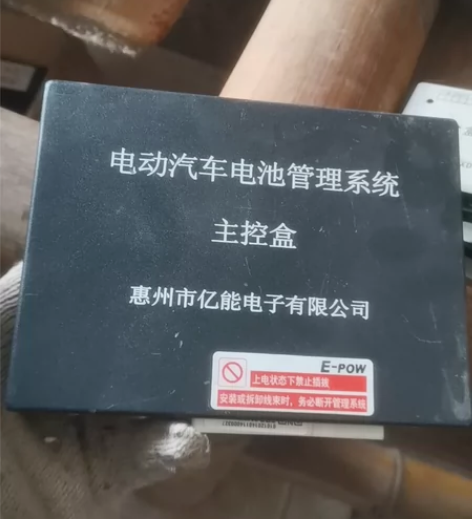 电动汽车电池管理系统
主控盒
惠州市亿能电子有限公司
E-POW
上电状态下禁止插拔
安装或拆卸线束时，务必断开管理系统